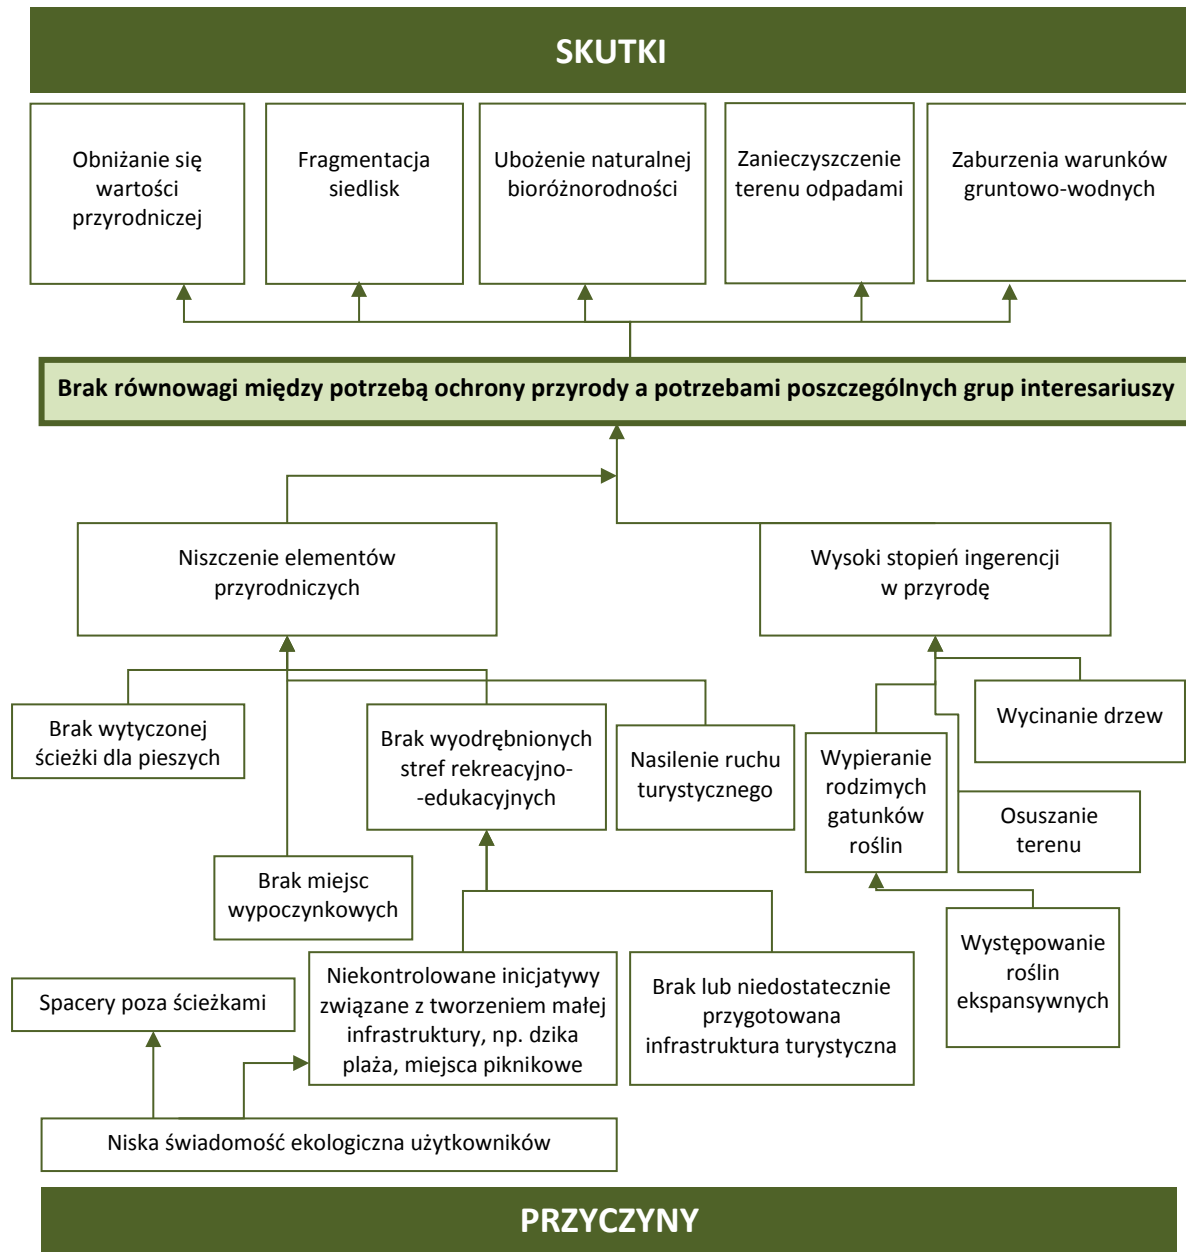 SKUTKI
Obniżanie się
wartości
przyrodniczej
Fragmentacja
siedlisk
Ubożenie naturalnej
bioróżnorodności
Zanieczyszczenie
terenu odpadami
Zaburzenia warunków
gruntowo-wodnych
Brak równowagi między potrzebą ochrony przyrody a potrzebami poszczególnych grup interesariuszy
Niszczenie elementów
przyrodniczych
Wysoki stopień ingerencji
w przyrodę
Brak wytyczonej
ścieżki dla pieszych
Brak wyodrębnionych
stref rekreacyjno-
-edukacyjnych
Nasilenie ruchu
turystycznego
Wypieranie
rodzimych
gatunków
roślin
Wycinanie drzew
Osuszanie
terenu
Brak miejsc
wypoczynkowych
Występowanie
roślin
ekspansywnych
Spacery poza ścieżkami
Niekontrolowane inicjatywy
związane z tworzeniem małej
infrastruktury, np. dzika
plaża, miejsca piknikowe
Brak lub niedostatecznie
przygotowana
infrastruktura turystyczna
Niska świadomość ekologiczna użytkowników
PRZYCZYNY